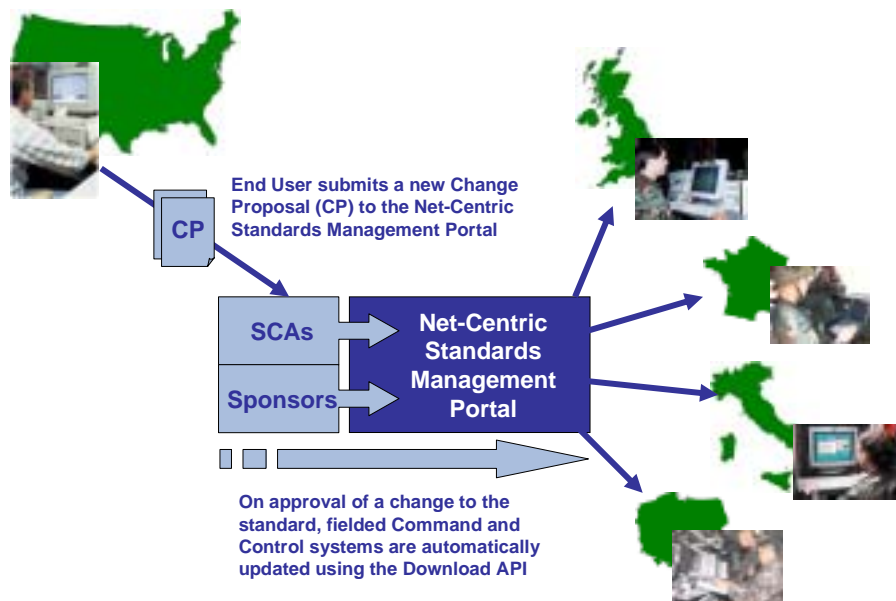 End User submits a new Change
Proposal (CP) to the Net-Centric
Standards Management Portal
CP
SCAs
Sponsors
Net-Centric
Standards
Management
Portal
On approval of a change to the
standard, fielded Command and
Control systems are automatically
updated using the Download API